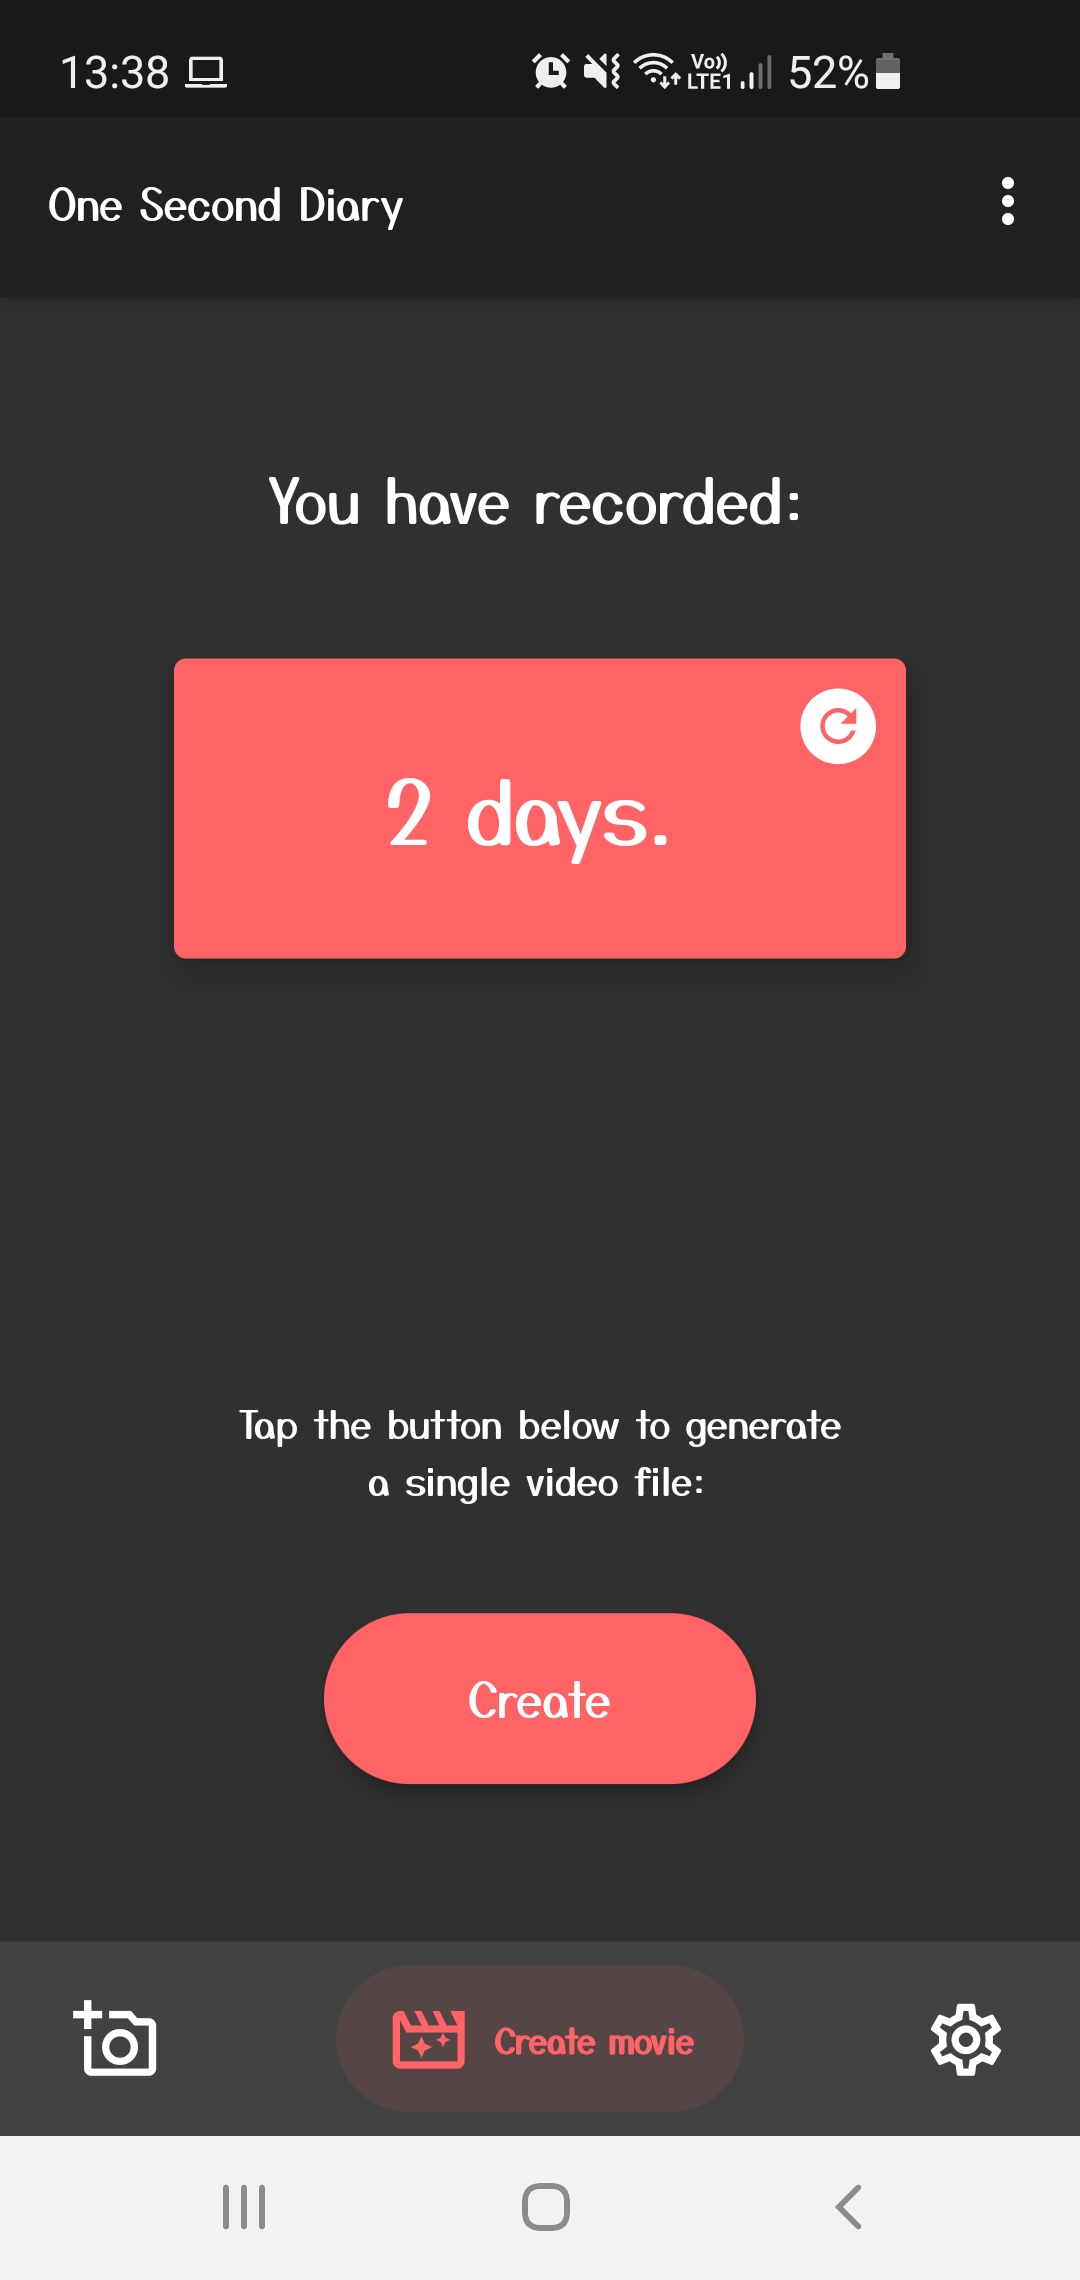 13:38 Vo)) LTE1 52%
One Second Diary
You have recorded:
2 days.
Tap the button below to generate
a single video file:
Create
Create movie